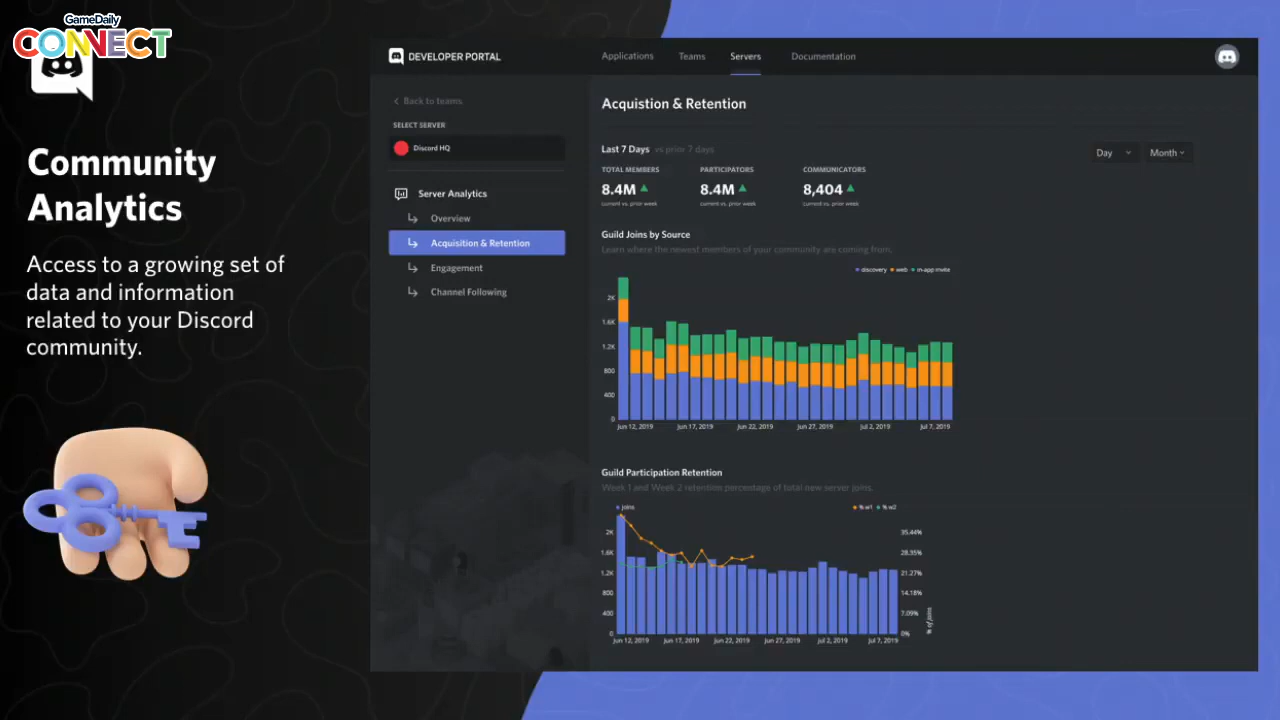 GameDaily
CONNECT
Community
Analytics
Access to a growing set of
data and information
related to your Discord
community.
DEVELOPER PORTAL
Applications
Teams
Servers
Documentation
Back to teams
SELECT SERVER
Discord HQ
Server Analytics
Overview
Acquisition & Retention
Engagement
Channel Following
Acquistion & Retention
Last 7 Days vs prior 7 days
Day
Month
TOTAL MEMBERS
8.4M
current vs. prior week
PARTICIPATORS
8.4M
current vs. prior week
COMMUNICATORS
8,404
current vs. prior week
Guild Joins by Source
Learn where the newest members of your community are coming from.
discovery web in-app invite
2K
1.6K
1.2K
800
400
0
Jun 12, 2019 Jun 17, 2019 Jun 22, 2019 Jun 27, 2019 Jul 2, 2019 Jul 7, 2019
Guild Participation Retention
Week 1 and Week 2 retention percentage of total new server joins.
joins
% w1 % w2
2K
1.6K
1.2K
800
400
0
35.44%
28.35%
21.27%
14.18%
7.09%
0%
% of joins
Jun 12, 2019 Jun 17, 2019 Jun 22, 2019 Jun 27, 2019 Jul 2, 2019 Jul 7, 2019